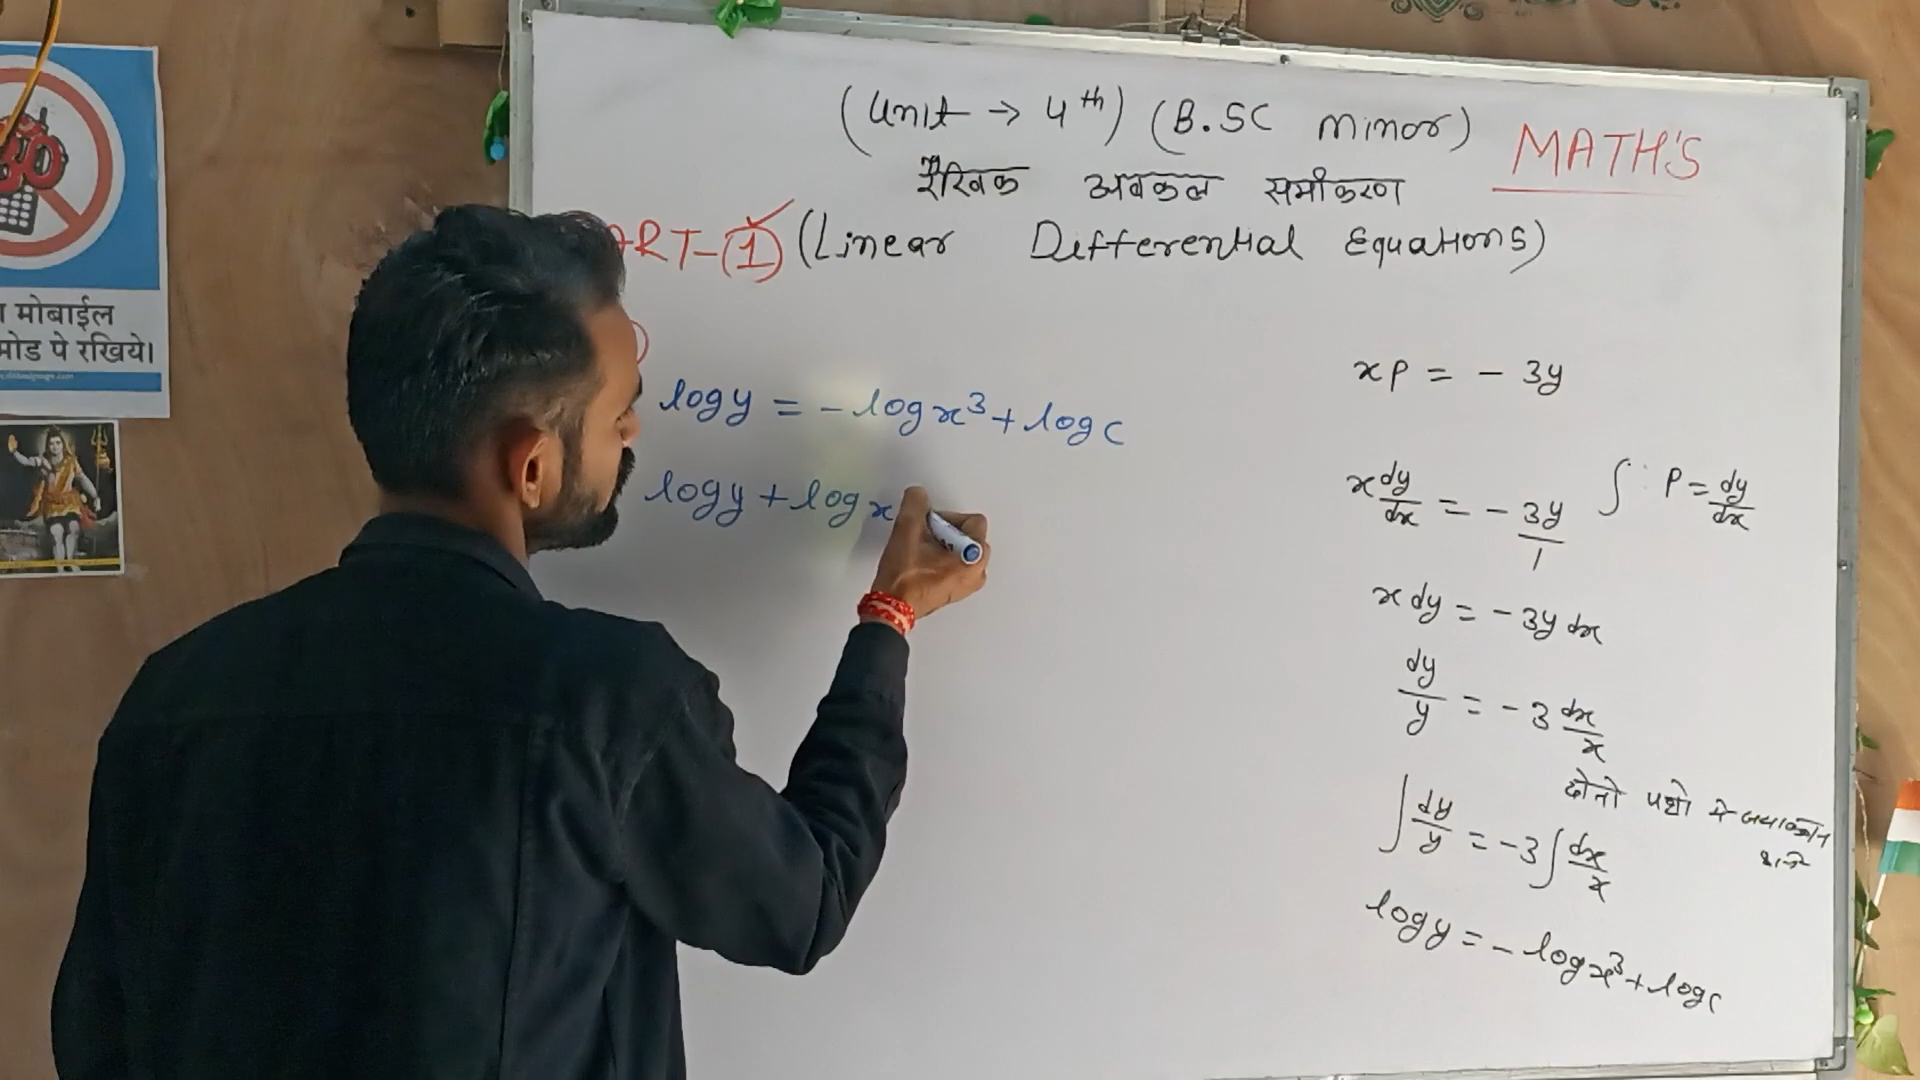 (Unit → 4th) (B.SC minor)
MATH'S
रैखिक अवकल समीकरण
ART-(1) (Linear Differential Equations)
log y = - log x³ + log c
log y + log x
xp = - 3y
x dy/dx = - 3y/1 ∫ : P = dy/dx
x dy = - 3y dx
dy/y = - 3 dx/x
दोनो पक्षो मे
∫ dy/y = -3 ∫ dx/x
log y = - log x³ + log c
मोबाईल
मोड पे रखिये।